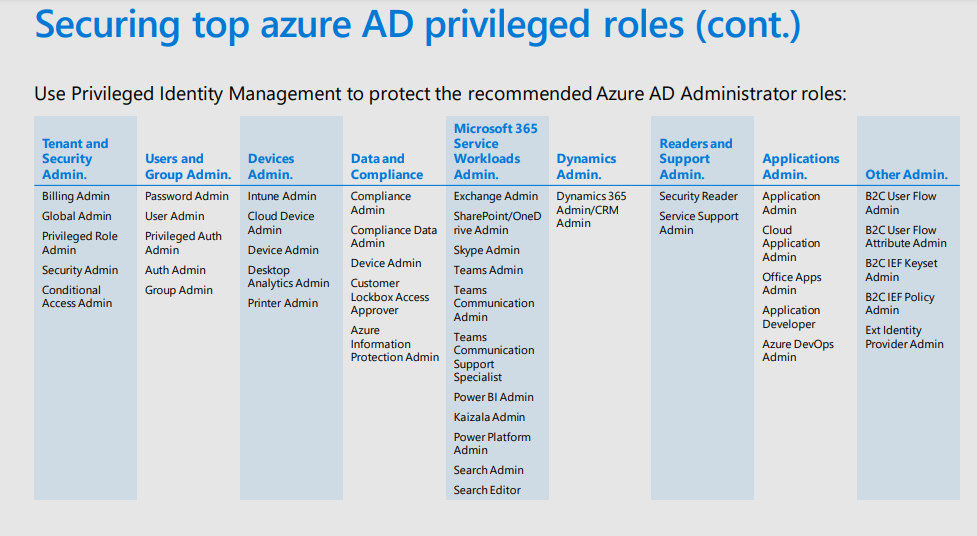 Securing top azure AD privileged roles (cont.)
Use Privileged Identity Management to protect the recommended Azure AD Administrator roles:
Tenant and
Security
Admin.
Billing Admin
Global Admin
Privileged Role
Admin
Security Admin
Conditional
Access Admin
Users and
Group Admin.
Password Admin
User Admin
Privileged Auth
Admin
Auth Admin
Group Admin
Devices
Admin.
Intune Admin
Cloud Device
Admin
Device Admin
Desktop
Analytics Admin
Printer Admin
Data and
Compliance
Compliance
Admin
Compliance Data
Admin
Device Admin
Customer
Lockbox Access
Approver
Azure
Information
Protection Admin
Microsoft 365
Service
Workloads
Admin.
Exchange Admin
SharePoint/OneD
rive Admin
Skype Admin
Teams Admin
Teams
Communication
Admin
Teams
Communication
Support
Specialist
Power BI Admin
Kaizala Admin
Power Platform
Admin
Search Admin
Search Editor
Dynamics
Admin.
Dynamics 365
Admin/CRM
Admin
Readers and
Support
Admin.
Security Reader
Service Support
Admin
Applications
Admin.
Application
Admin
Cloud
Application
Admin
Office Apps
Admin
Application
Developer
Azure DevOps
Admin
Other Admin.
B2C User Flow
Admin
B2C User Flow
Attribute Admin
B2C IEF Keyset
Admin
B2C IEF Policy
Admin
Ext Identity
Provider Admin